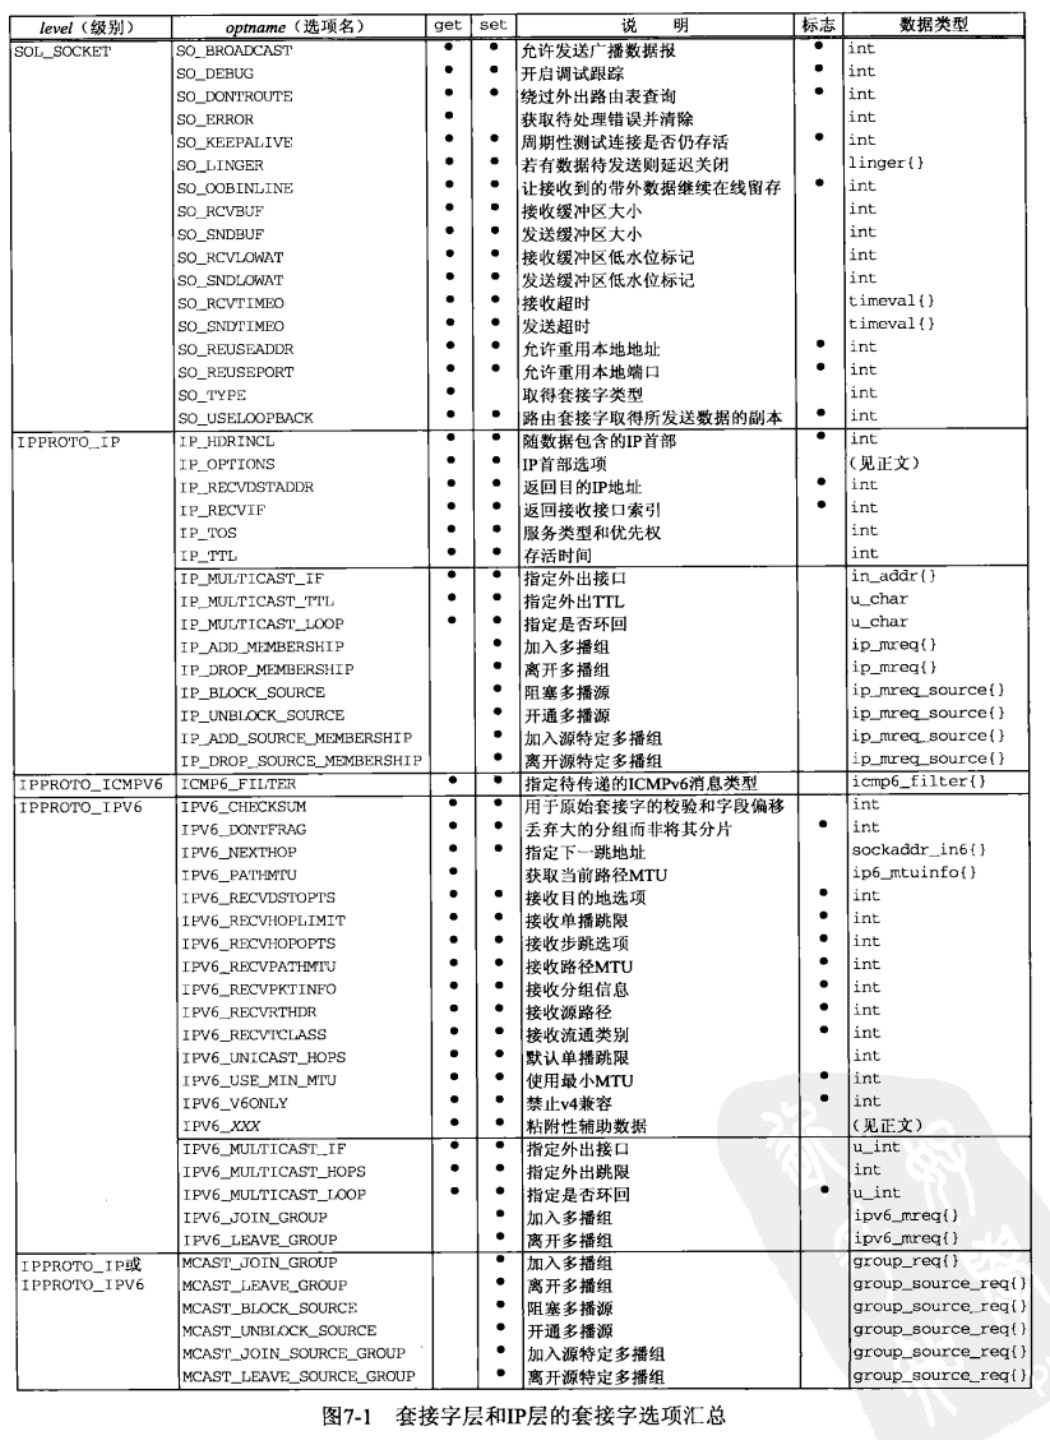 level（级别） optname（选项名） get set 说 明 标志 数据类型
SOL_SOCKET SO_BROADCAST • • 允许发送广播数据报 • int
SO_DEBUG • • 开启调试跟踪 • int
SO_DONTROUTE • • 绕过外出路由表查询 • int
SO_ERROR • 获取待处理错误并清除 int
SO_KEEPALIVE • • 周期性测试连接是否仍存活 • int
SO_LINGER • • 若有数据待发送则延迟关闭 linger{}
SO_OOBINLINE • • 让接收到的带外数据继续在线留存 • int
SO_RCVBUF • • 接收缓冲区大小 int
SO_SNDBUF • • 发送缓冲区大小 int
SO_RCVLOWAT • • 接收缓冲区低水位标记 int
SO_SNDLOWAT • • 发送缓冲区低水位标记 int
SO_RCVTIMEO • • 接收超时 timeval{}
SO_SNDTIMEO • • 发送超时 timeval{}
SO_REUSEADDR • • 允许重用本地地址 • int
SO_REUSEPORT • • 允许重用本地端口 • int
SO_TYPE • 取得套接字类型 int
SO_USELOOPBACK • • 路由套接字取得所发送数据的副本 • int
IPPROTO_IP IP_HDRINCL • • 随数据包含的IP首部 • int
IP_OPTIONS • • IP首部选项 （见正文）
IP_RECVDSTADDR • • 返回目的IP地址 • int
IP_RECVIF • • 返回接收接口索引 • int
IP_TOS • • 服务类型和优先权 int
IP_TTL • • 存活时间 int
IP_MULTICAST_IF • • 指定外出接口 in_addr{}
IP_MULTICAST_TTL • • 指定外出TTL u_char
IP_MULTICAST_LOOP • • 指定是否环回 u_char
IP_ADD_MEMBERSHIP • 加入多播组 ip_mreq{}
IP_DROP_MEMBERSHIP • 离开多播组 ip_mreq{}
IP_BLOCK_SOURCE • 阻塞多播源 ip_mreq_source{}
IP_UNBLOCK_SOURCE • 开通多播源 ip_mreq_source{}
IP_ADD_SOURCE_MEMBERSHIP • 加入源特定多播组 ip_mreq_source{}
IP_DROP_SOURCE_MEMBERSHIP • 离开源特定多播组 ip_mreq_source{}
IPPROTO_ICMPV6 ICMP6_FILTER • • 指定待传递的ICMPv6消息类型 icmp6_filter{}
IPPROTO_IPV6 IPV6_CHECKSUM • • 用于原始套接字的校验和字段偏移 int
IPV6_DONTFRAG • • 丢弃大的分组而非将其分片 • int
IPV6_NEXTHOP • • 指定下一跳地址 sockaddr_in6{}
IPV6_PATHMTU • 获取当前路径MTU ip6_mtuinfo{}
IPV6_RECVDSTOPTS • • 接收目的地选项 • int
IPV6_RECVHOPLIMIT • • 接收单播跳限 • int
IPV6_RECVHOPOPTS • • 接收步跳选项 • int
IPV6_RECVPATHMTU • • 接收路径MTU • int
IPV6_RECVPKTINFO • • 接收分组信息 • int
IPV6_RECVRTHDR • • 接收源路径 • int
IPV6_RECVTCLASS • • 接收流通类别 • int
IPV6_UNICAST_HOPS • • 默认单播跳限 int
IPV6_USE_MIN_MTU • • 使用最小MTU • int
IPV6_V6ONLY • • 禁止v4兼容 • int
IPV6_XXX • • 粘附性辅助数据 （见正文）
IPV6_MULTICAST_IF • • 指定外出接口 u_int
IPV6_MULTICAST_HOPS • • 指定外出跳限 int
IPV6_MULTICAST_LOOP • • 指定是否环回 • u_int
IPV6_JOIN_GROUP • 加入多播组 ipv6_mreq{}
IPV6_LEAVE_GROUP • 离开多播组 ipv6_mreq{}
IPPROTO_IP或 MCAST_JOIN_GROUP • 加入多播组 group_req{}
IPPROTO_IPV6 MCAST_LEAVE_GROUP • 离开多播组 group_source_req{}
MCAST_BLOCK_SOURCE • 阻塞多播源 group_source_req{}
MCAST_UNBLOCK_SOURCE • 开通多播源 group_source_req{}
MCAST_JOIN_SOURCE_GROUP • 加入源特定多播组 group_source_req{}
MCAST_LEAVE_SOURCE_GROUP • 离开源特定多播组 group_source_req{}
图7-1 套接字层和IP层的套接字选项汇总